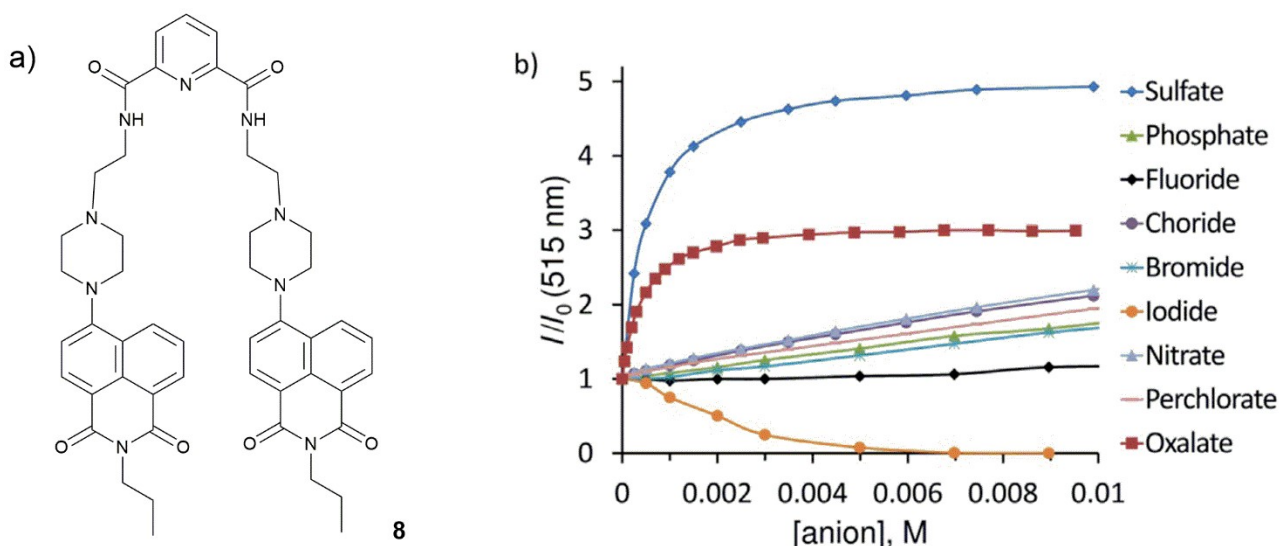 a)
O
O
N
NH
HN
N
N
N
N
O
N
O
O
N
O
8
b)
I/I0 (515 nm)
5
4
3
2
1
0
0
0.002
0.004
0.006
0.008
0.01
[anion], M
Sulfate
Phosphate
Fluoride
Choride
Bromide
Iodide
Nitrate
Perchlorate
Oxalate